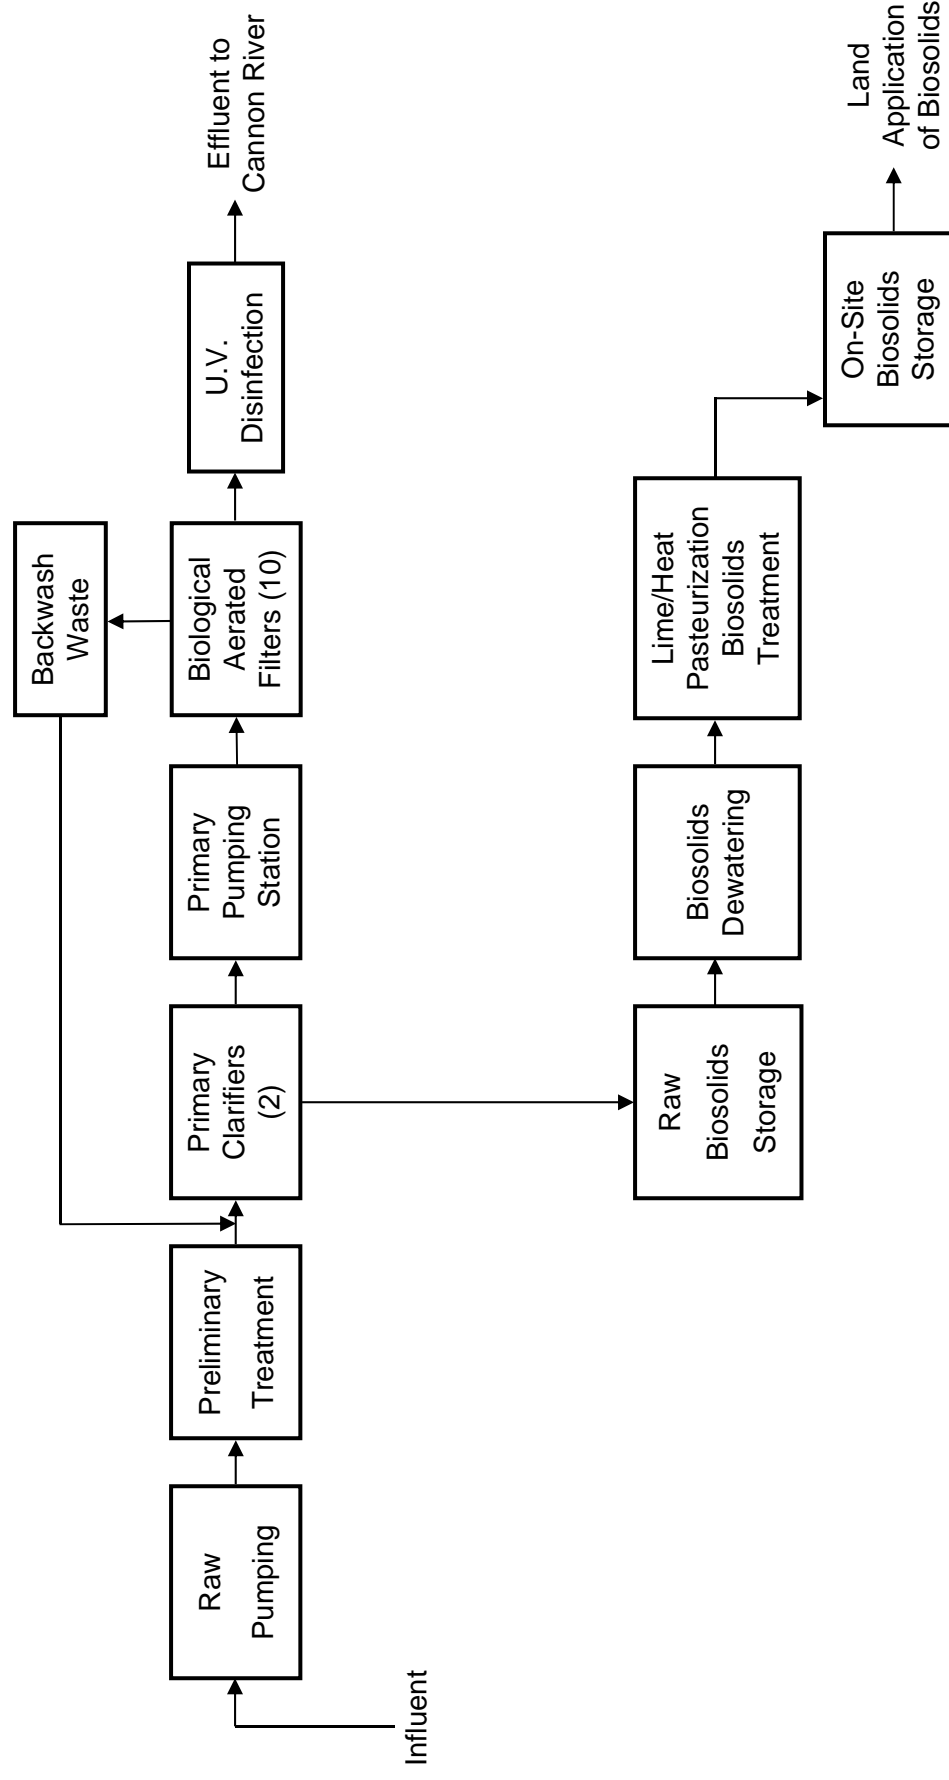 Influent
Raw
Pumping
Preliminary
Treatment
Primary
Clarifiers
(2)
Primary
Pumping
Station
Biological
Aerated
Filters (10)
Backwash
Waste
U.V.
Disinfection
Effluent to
Cannon River
Raw
Biosolids
Storage
Biosolids
Dewatering
Lime/Heat
Pasteurization
Biosolids
Treatment
On-Site
Biosolids
Storage
Land
Application
of Biosolids